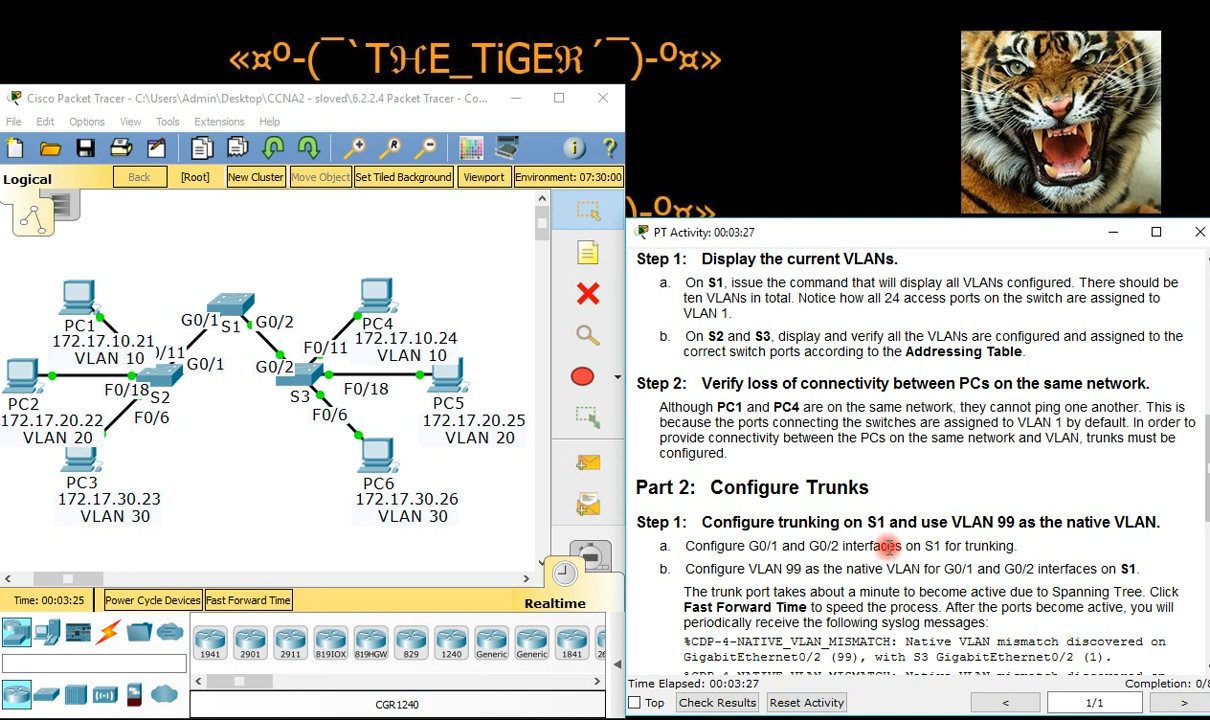 «¤º-(¯`TℋE_TiGEℜ´¯)-º¤»
)-º¤»
Cisco Packet Tracer - C:\Users\Admin\Desktop\CCNA2 - sloved\6.2.2.4 Packet Tracer - Co...
File Edit Options View Tools Extensions Help
Logical Back [Root] New Cluster Move Object Set Tiled Background Viewport Environment: 07:30:00
PC1
172.17.10.21
VLAN 10
G0/1
S1
G0/2
PC4
172.17.10.24
VLAN 10
F0/11
)/11
G0/1
G0/2
PC2
172.17.20.22
VLAN 20
F0/18
S2
F0/6
S3
F0/18
F0/6
PC5
172.17.20.25
VLAN 20
PC3
172.17.30.23
VLAN 30
PC6
172.17.30.26
VLAN 30
Time: 00:03:25 Power Cycle Devices Fast Forward Time
Realtime
1941 2901 2911 819IOX 819HGW 829 1240 Generic Generic 1841
CGR1240
PT Activity: 00:03:27
Step 1: Display the current VLANs.
a. On S1, issue the command that will display all VLANs configured. There should be
ten VLANs in total. Notice how all 24 access ports on the switch are assigned to
VLAN 1.
b. On S2 and S3, display and verify all the VLANs are configured and assigned to the
correct switch ports according to the Addressing Table.
Step 2: Verify loss of connectivity between PCs on the same network.
Although PC1 and PC4 are on the same network, they cannot ping one another. This is
because the ports connecting the switches are assigned to VLAN 1 by default. In order to
provide connectivity between the PCs on the same network and VLAN, trunks must be
configured.
Part 2: Configure Trunks
Step 1: Configure trunking on S1 and use VLAN 99 as the native VLAN.
a. Configure G0/1 and G0/2 interfaces on S1 for trunking.
b. Configure VLAN 99 as the native VLAN for G0/1 and G0/2 interfaces on S1.
The trunk port takes about a minute to become active due to Spanning Tree. Click
Fast Forward Time to speed the process. After the ports become active, you will
periodically receive the following syslog messages:
%CDP-4-NATIVE_VLAN_MISMATCH: Native VLAN mismatch discovered on
GigabitEthernet0/2 (99), with S3 GigabitEthernet0/2 (1).
Time Elapsed: 00:03:27 Completion: 0/8
Top Check Results Reset Activity < 1/1 >